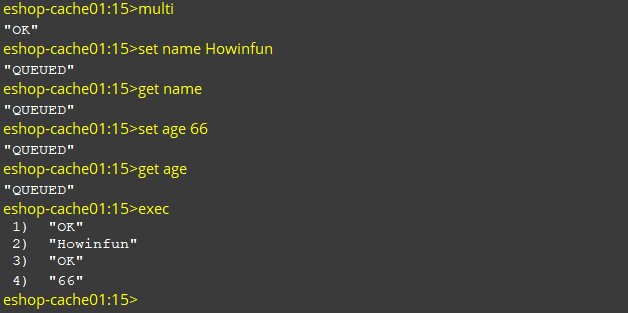 eshop-cache01:15>multi
"OK"
eshop-cache01:15>set name Howinfun
"QUEUED"
eshop-cache01:15>get name
"QUEUED"
eshop-cache01:15>set age 66
"QUEUED"
eshop-cache01:15>get age
"QUEUED"
eshop-cache01:15>exec
1) "OK"
2) "Howinfun"
3) "OK"
4) "66"
eshop-cache01:15>